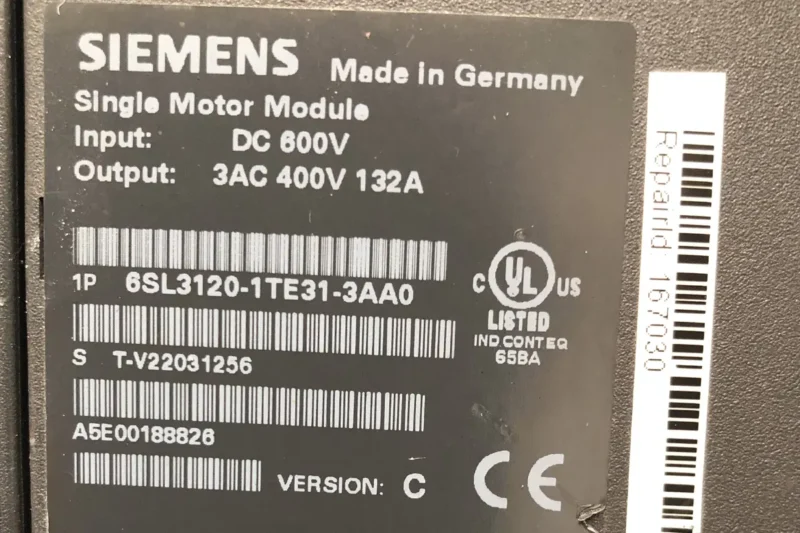 SIEMENS Made in Germany
Single Motor Module
Input: DC 600V
Output: 3AC 400V 132A
1P 6SL3120-1TE31-3AA0
C UL US
LISTED
IND CONT EQ
65BA
S T-V22031256
A5E00188826
VERSION: C CE
RepairId 167030